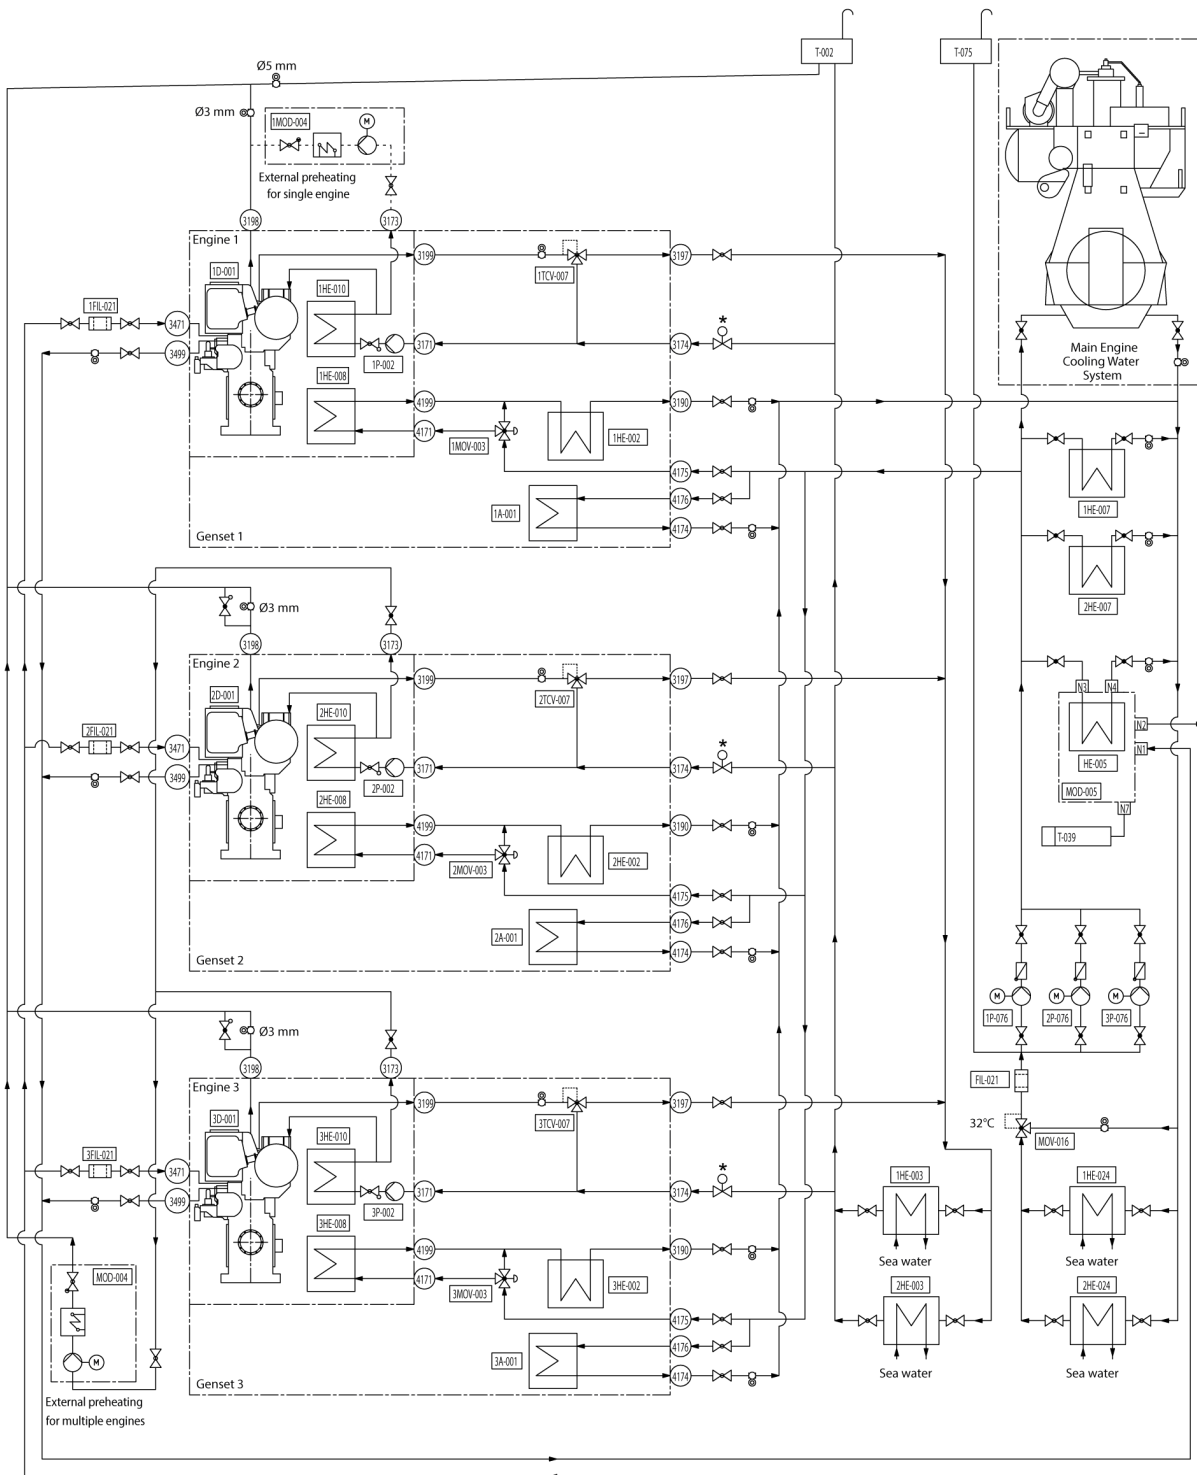 T-002
T-075
Ø5 mm
Ø3 mm
1MOD-004
M
External preheating
for single engine
3198
3173
Engine 1
3199
3197
1D-001
1TCV-007
1HE-010
1FIL-021
3471
*
3171
3174
3499
1P-002
Main Engine
Cooling Water
System
1HE-008
4199
3190
4171
1MOV-003
1HE-002
4175
4176
1A-001
1HE-007
4174
Genset 1
2HE-007
Ø3 mm
3198
3173
Engine 2
3199
3197
N3
N4
2D-001
2TCV-007
2HE-010
2FIL-021
N2
3471
N1
*
3171
3174
HE-005
3499
2P-002
MOD-005
2HE-008
N7
4199
3190
T-039
4171
2MOV-003
2HE-002
4175
4176
2A-001
4174
Genset 2
M
M
M
1P-076
2P-076
3P-076
Ø3 mm
3198
3173
FIL-021
Engine 3
3199
3197
3D-001
3TCV-007
32°C
MOV-016
3HE-010
3FIL-021
3471
*
3171
3174
1HE-003
1HE-024
3499
3P-002
3HE-008
4199
3190
Sea water
Sea water
4171
MOD-004
3MOV-003
3HE-002
2HE-003
2HE-024
4175
4176
M
3A-001
4174
Sea water
Sea water
Genset 3
External preheating
for multiple engines